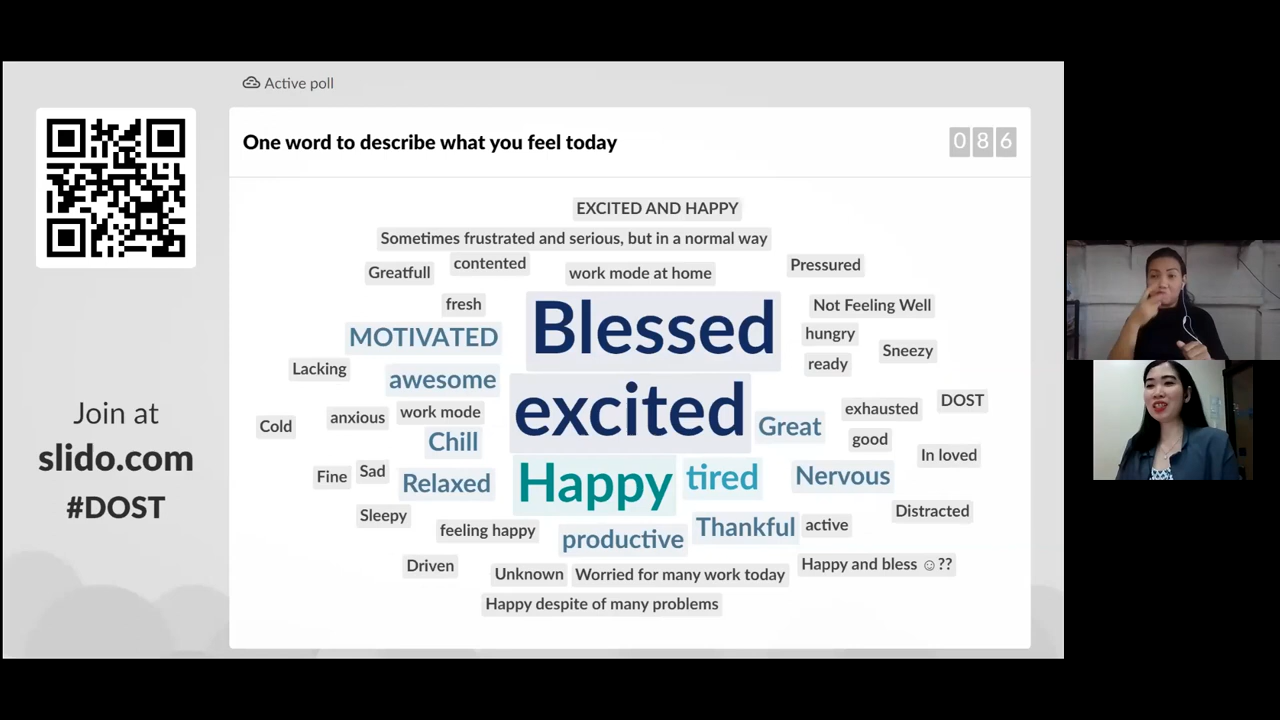 Active poll
One word to describe what you feel today
086
Join at
slido.com
#DOST
EXCITED AND HAPPY
Sometimes frustrated and serious, but in a normal way
Greatfull
contented
work mode at home
Pressured
fresh
Blessed
Not Feeling Well
MOTIVATED
hungry
Sneezy
Lacking
awesome
ready
Cold
anxious
work mode
excited
Great
exhausted
DOST
Chill
good
In loved
Fine
Sad
Relaxed
Happy
tired
Nervous
Sleepy
feeling happy
productive
Thankful
active
Distracted
Driven
Unknown
Worried for many work today
Happy and bless ☺??
Happy despite of many problems